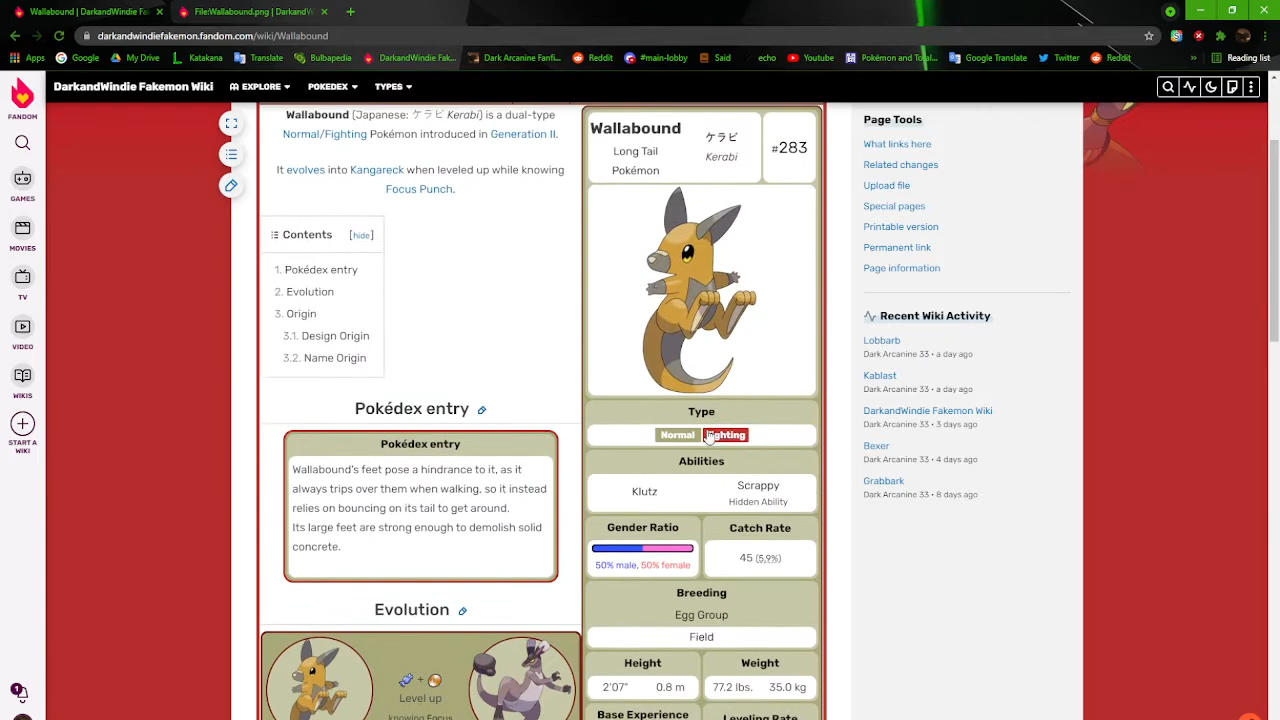 Wallabound | DarkandWindie Fa
File:Wallabound.png | DarkandW
darkandwindiefakemon.fandom.com/wiki/Wallabound
Apps
Google
My Drive
Katakana
Translate
Bulbapedia
DarkandWindie Fak...
Dark Arcanine Fanfi...
Reddit
#main-lobby
Said
echo
Youtube
Pokémon and Total...
Google Translate
Twitter
Reddit
»
Reading list
FANDOM
GAMES
MOVIES
TV
VIDEO
WIKIS
START A
WIKI
1
DarkandWindie Fakemon Wiki
EXPLORE
POKEDEX
TYPES
Wallabound (Japanese: ケラビ Kerabi) is a dual-type
Normal/Fighting Pokémon introduced in Generation II.
It evolves into Kangareck when leveled up while knowing
Focus Punch.
Contents [hide]
1. Pokédex entry
2. Evolution
3. Origin
3.1. Design Origin
3.2. Name Origin
Pokédex entry
Pokédex entry
Wallabound's feet pose a hindrance to it, as it
always trips over them when walking, so it instead
relies on bouncing on its tail to get around.
Its large feet are strong enough to demolish solid
concrete.
Evolution
+
Level up
knowing Focus
Wallabound
Long Tail
Pokémon
ケラビ
Kerabi
#283
Type
Normal Fighting
Abilities
Klutz
Scrappy
Hidden Ability
Gender Ratio
50% male, 50% female
Catch Rate
45 (5.9%)
Breeding
Egg Group
Field
Height
2'07" 0.8 m
Weight
77.2 lbs. 35.0 kg
Base Experience
Leveling Rate
Page Tools
What links here
Related changes
Upload file
Special pages
Printable version
Permanent link
Page information
Recent Wiki Activity
Lobbarb
Dark Arcanine 33 • a day ago
Kablast
Dark Arcanine 33 • a day ago
DarkandWindie Fakemon Wiki
Dark Arcanine 33 • 3 days ago
Bexer
Dark Arcanine 33 • 4 days ago
Grabbark
Dark Arcanine 33 • 8 days ago